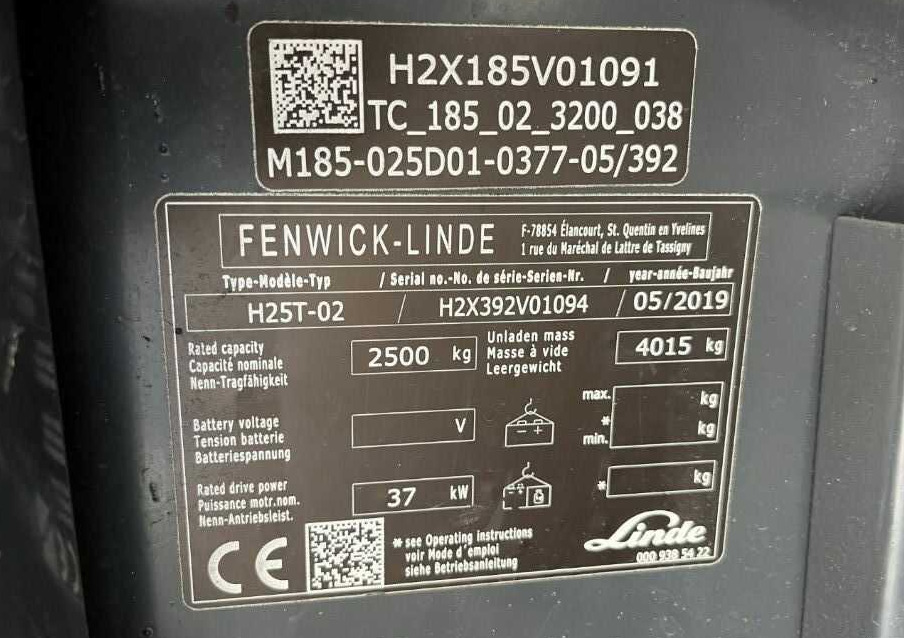 H2X185V01091
TC_185_02_3200_038
M185-025D01-0377-05/392
FENWICK-LINDE
F-78854 Élancourt, St. Quentin en Yvelines
1 rue du Maréchal de Lattre de Tassigny
Type-Modèle-Typ / Serial no.-No. de série-Serien-Nr. / year-année-Baujahr
H25T-02 / H2X392V01094 / 05/2019
Rated capacity
Capacité nominale
Nenn-Tragfähigkeit
2500 kg
Unladen mass
Masse à vide
Leergewicht
4015 kg
Battery voltage
Tension batterie
Batteriespannung
V
- +
max. kg
*
min. kg
Rated drive power
Puissance motr.nom.
Nenn-Antriebsleist.
37 kW
* kg
CE
* see Operating instructions
voir Mode d'emploi
siehe Betriebsanleitung
Linde
000 938 54 22